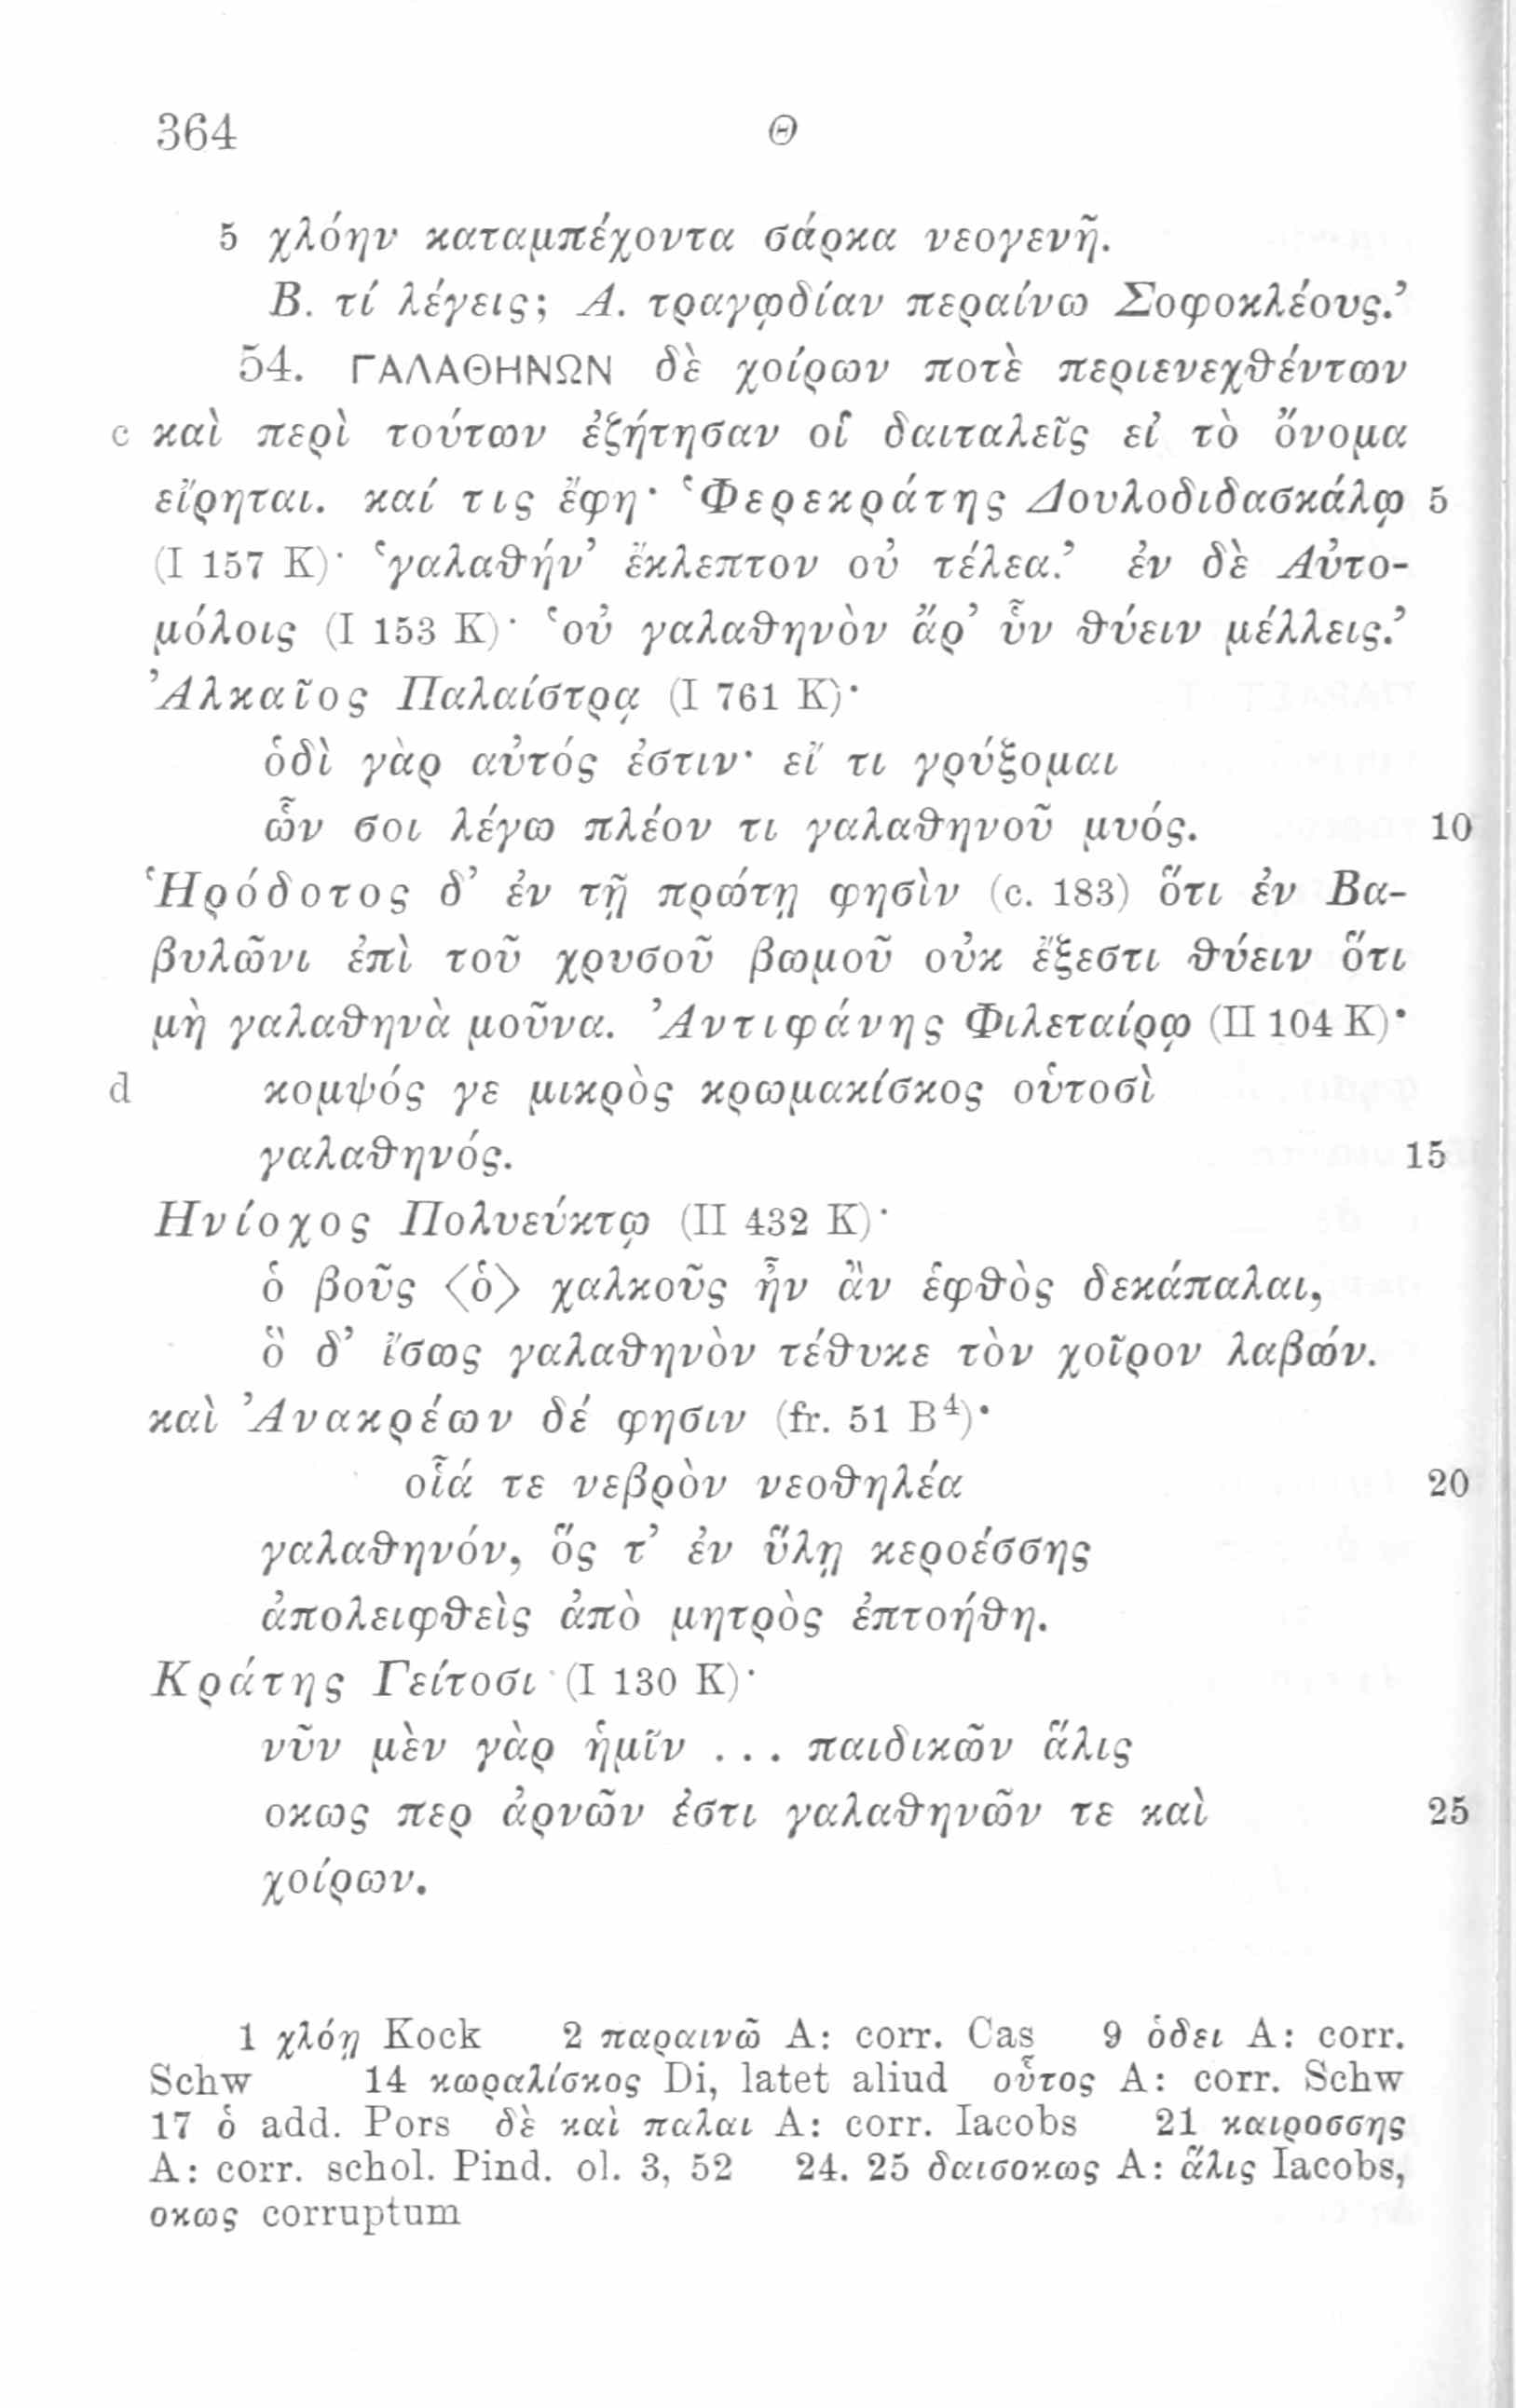 364 Θ
5 χλόην καταμπέχοντα σάρκα νεογενῆ.
Β. τί λέγεις; Α. τραγῳδίαν περαίνω Σοφοκλέους.’
54. ΓΑΛΑΘΗΝΩΝ δὲ χοίρων ποτὲ περιενεχθέντων
c καὶ περὶ τούτων ἐζήτησαν οἱ δαιταλεῖς εἰ τὸ ὄνομα
εἴρηται. καί τις ἔφη· ‘Φερεκράτης Δουλοδιδασκάλῳ 5
(I 157 K)· ‘γαλαθήν’ ἔκλεπτον οὐ τέλεα.’ ἐν δὲ Αὐτο-
μόλοις (I 153 K)· ‘οὐ γαλαθηνὸν ἄρ’ ὗν θύειν μέλλεις.’
Ἀλκαῖος Παλαίστρᾳ (I 761 K)·
ὁδὶ γὰρ αὐτός ἐστιν· εἴ τι γρύξομαι
ὧν σοι λέγω πλέον τι γαλαθηνοῦ μυός. 10
Ἡρόδοτος δ’ ἐν τῇ πρώτῃ φησὶν (c. 183) ὅτι ἐν Βα-
βυλῶνι ἐπὶ τοῦ χρυσοῦ βωμοῦ οὐκ ἔξεστι θύειν ὅτι
μὴ γαλαθηνὰ μοῦνα. Ἀντιφάνης Φιλεταίρῳ (II 104 K)·
d κομψός γε μικρὸς κρωμακίσκος οὑτοσὶ
γαλαθηνός. 15
Ηνίοχος Πολυεύκτῳ (II 432 K)·
ὁ βοῦς <ὁ> χαλκοῦς ἦν ἂν ἑφθὸς δεκάπαλαι,
ὃ δ’ ἴσως γαλαθηνὸν τέθυκε τὸν χοῖρον λαβών.
καὶ Ἀνακρέων δέ φησιν (fr. 51 B⁴)·
οἷά τε νεβρὸν νεοθηλέα 20
γαλαθηνόν, ὅς τ’ ἐν ὕλῃ κεροέσσης
ἀπολειφθεὶς ἀπὸ μητρὸς ἐπτοήθη.
Κράτης Γείτοσι (I 130 K)·
νῦν μὲν γὰρ ἡμῖν ... παιδικῶν ἅλις
οκως περ ἀρνῶν ἐστι γαλαθηνῶν τε καὶ 25
χοίρων.
1 χλόῃ Kock 2 παραινῶ A: corr. Cas 9 ὁδει A: corr.
Schw 14 κωραλίσκος Di, latet aliud οὗτος A: corr. Schw
17 ὁ add. Pors δὲ καὶ παλαι A: corr. Iacobs 21 καιροσσης
A: corr. schol. Pind. ol. 3, 52 24. 25 δαισοκως A: ἅλις Iacobs,
οκως corruptum